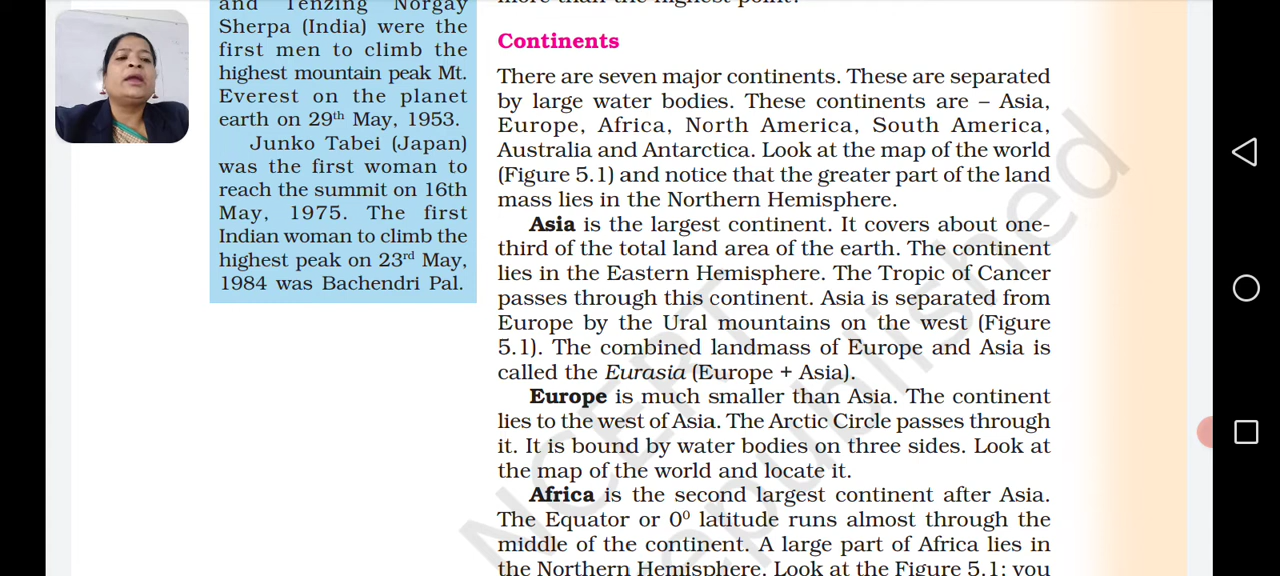 and Tenzing Norgay
Sherpa (India) were the
first men to climb the
highest mountain peak Mt.
Everest on the planet
earth on 29th May, 1953.
Junko Tabei (Japan)
was the first woman to
reach the summit on 16th
May, 1975. The first
Indian woman to climb the
highest peak on 23rd May,
1984 was Bachendri Pal.
more than the highest point?
Continents
There are seven major continents. These are separated
by large water bodies. These continents are – Asia,
Europe, Africa, North America, South America,
Australia and Antarctica. Look at the map of the world
(Figure 5.1) and notice that the greater part of the land
mass lies in the Northern Hemisphere.
Asia is the largest continent. It covers about one-
third of the total land area of the earth. The continent
lies in the Eastern Hemisphere. The Tropic of Cancer
passes through this continent. Asia is separated from
Europe by the Ural mountains on the west (Figure
5.1). The combined landmass of Europe and Asia is
called the Eurasia (Europe + Asia).
Europe is much smaller than Asia. The continent
lies to the west of Asia. The Arctic Circle passes through
it. It is bound by water bodies on three sides. Look at
the map of the world and locate it.
Africa is the second largest continent after Asia.
The Equator or 0⁰ latitude runs almost through the
middle of the continent. A large part of Africa lies in
the Northern Hemisphere. Look at the Figure 5.1; you
NCERT
republished